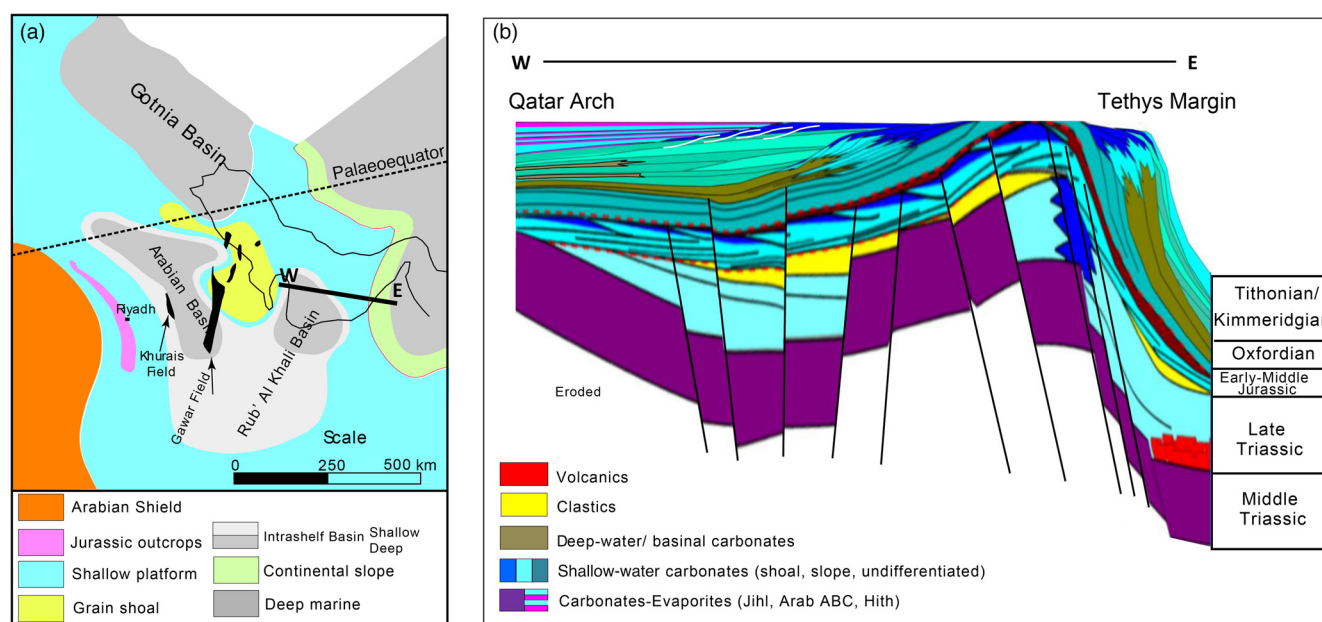 (a)
Gotnia Basin
Palaeoequator
Arabian Basin
W
E
Riyadh
Khurais
Field
Gawar Field
Rub' Al Khali Basin
Scale
0 250 500 km
Arabian Shield
Jurassic outcrops
Shallow platform
Grain shoal
Intrashelf Basin Shallow
Deep
Continental slope
Deep marine
(b)
W E
Qatar Arch Tethys Margin
Eroded
Tithonian/
Kimmeridgian
Oxfordian
Early-Middle
Jurassic
Late
Triassic
Middle
Triassic
Volcanics
Clastics
Deep-water/ basinal carbonates
Shallow-water carbonates (shoal, slope, undifferentiated)
Carbonates-Evaporites (Jihl, Arab ABC, Hith)